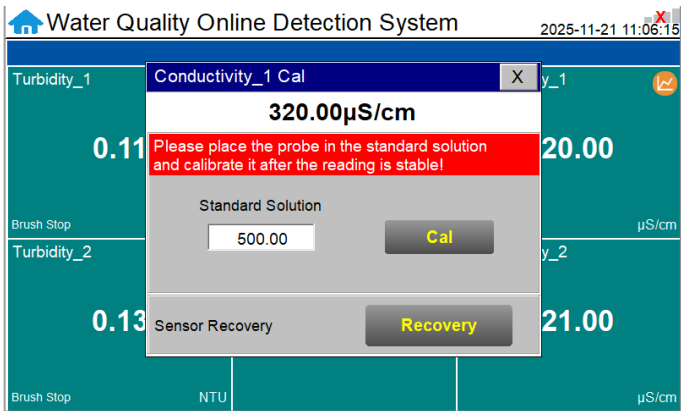 Water Quality Online Detection System
2025-11-21 11:06:15
Turbidity_1
0.11
Brush Stop
Conductivity_1 Cal
X
320.00µS/cm
Please place the probe in the standard solution
and calibrate it after the reading is stable!
Standard Solution
500.00
Cal
Sensor Recovery
Recovery
y_1
20.00
µS/cm
Turbidity_2
0.13
Brush Stop
NTU
y_2
21.00
µS/cm